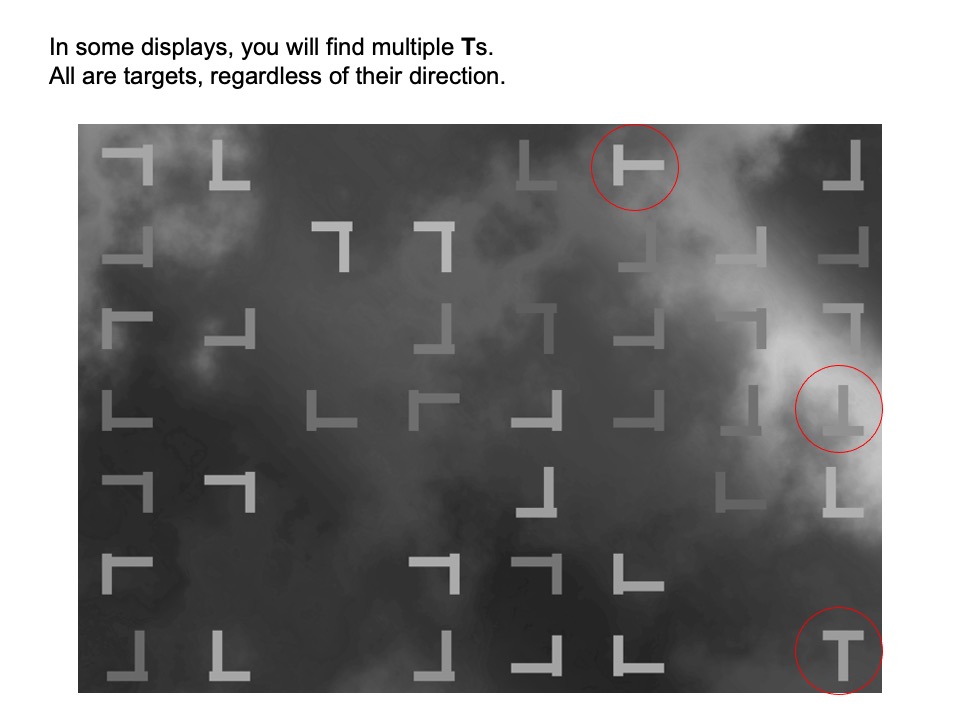 In some displays, you will find multiple Ts.
All are targets, regardless of their direction.